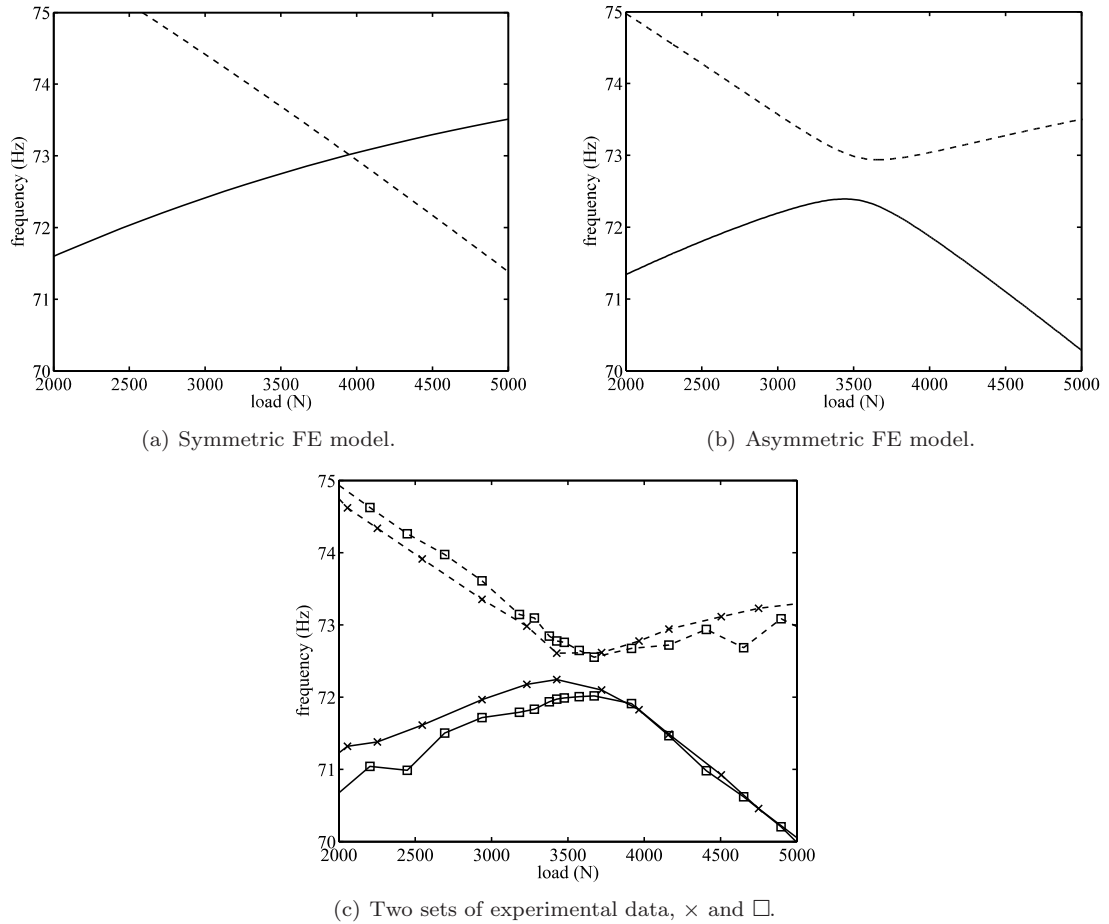 75
74
73
72
71
70
frequency (Hz)
2000 2500 3000 3500 4000 4500 5000
load (N)
(a) Symmetric FE model.
75
74
73
72
71
70
frequency (Hz)
2000 2500 3000 3500 4000 4500 5000
load (N)
(b) Asymmetric FE model.
75
74
73
72
71
70
frequency (Hz)
2000 2500 3000 3500 4000 4500 5000
load (N)
(c) Two sets of experimental data, × and □.